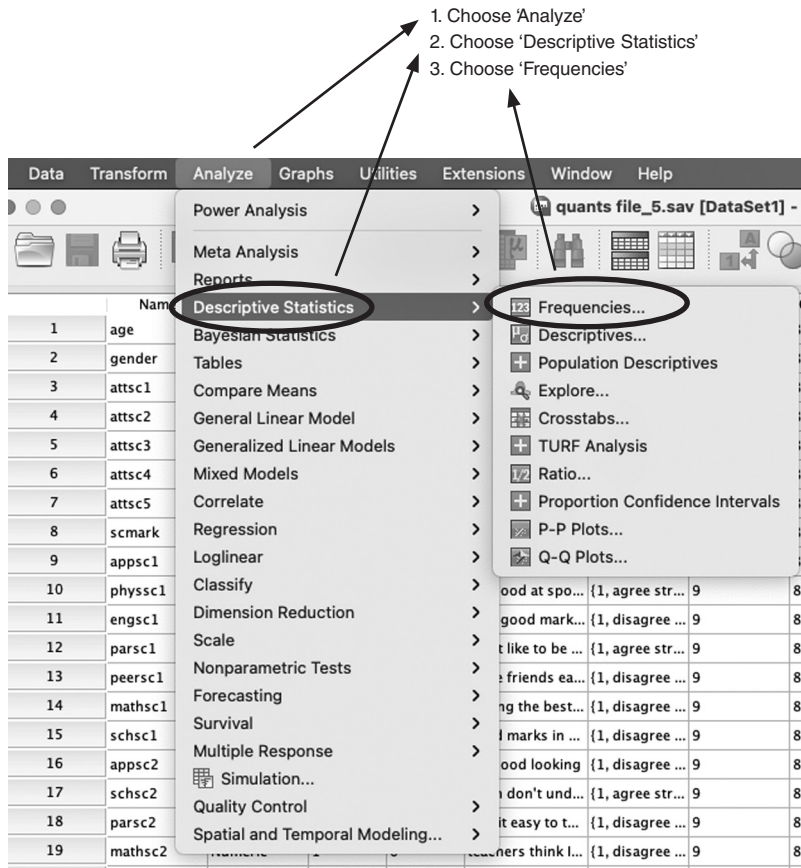 1. Choose 'Analyze'
2. Choose 'Descriptive Statistics'
3. Choose 'Frequencies'
Data Transform Analyze Graphs Utilities Extensions Window Help
quants file_5.sav [DataSet1] -
Power Analysis
Meta Analysis
Reports
Descriptive Statistics
Bayesian Statistics
Tables
Compare Means
General Linear Model
Generalized Linear Models
Mixed Models
Correlate
Regression
Loglinear
Classify
Dimension Reduction
Scale
Nonparametric Tests
Forecasting
Survival
Multiple Response
Simulation...
Quality Control
Spatial and Temporal Modeling...
123 Frequencies...
Descriptives...
Population Descriptives
Explore...
Crosstabs...
TURF Analysis
1/2 Ratio...
Proportion Confidence Intervals
P-P Plots...
Q-Q Plots...
1 age
2 gender
3 attsc1
4 attsc2
5 attsc3
6 attsc4
7 attsc5
8 scmark
9 appsc1
10 physsc1 ood at spo... {1, agree str... 9 8
11 engsc1 good mark... {1, disagree ... 9 8
12 parsc1 t like to be ... {1, agree str... 9 8
13 peersc1 e friends ea... {1, disagree ... 9 8
14 mathsc1 ng the best... {1, disagree ... 9 8
15 schsc1 marks in ... {1, disagree ... 9 8
16 appsc2 ood looking {1, disagree ... 9 8
17 schsc2 don't und... {1, agree str... 9 8
18 parsc2 it easy to t... {1, disagree ... 9 8
19 mathsc2 teachers think I... {1, disagree ... 9 8